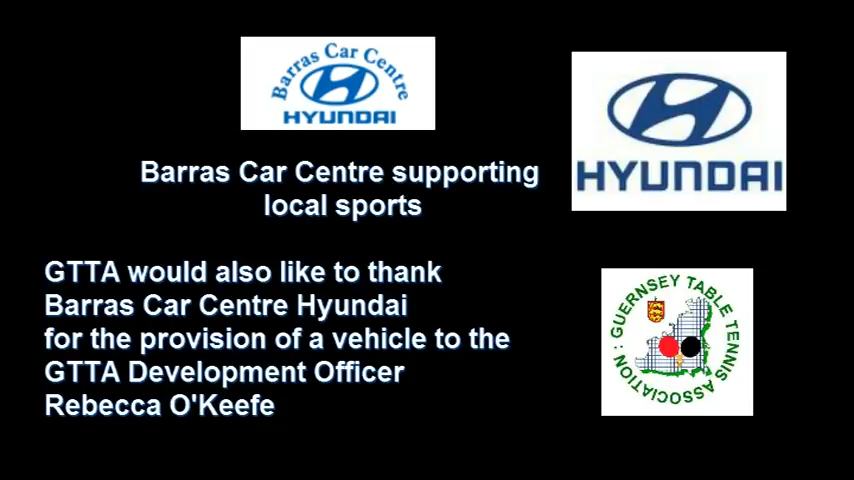 Barras Car Centre
HYUNDAI
HYUNDAI
Barras Car Centre supporting
local sports
GTTA would also like to thank
Barras Car Centre Hyundai
for the provision of a vehicle to the
GTTA Development Officer
Rebecca O'Keefe
GUERNSEY TABLE TENNIS ASSOCIATION :